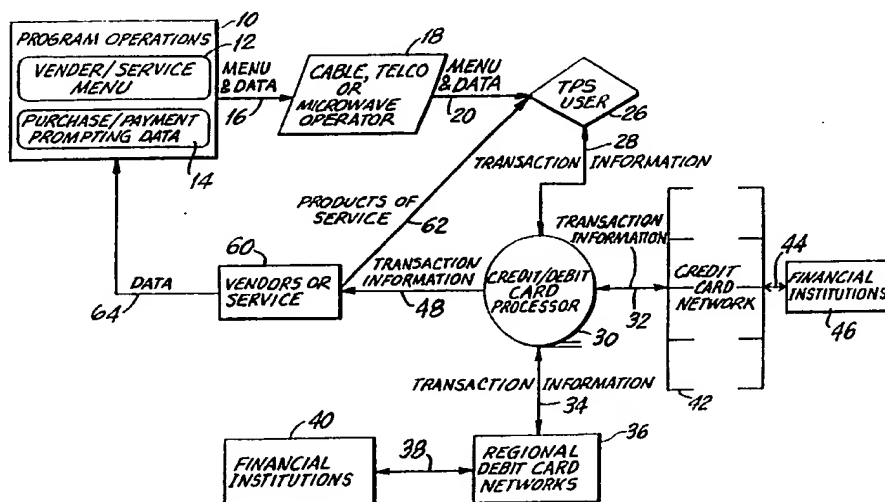 10
PROGRAM OPERATIONS
12
VENDER/SERVICE
MENU
PURCHASE/PAYMENT
PROMPTING DATA
14
MENU
& DATA
16
18
CABLE, TELCO
OR
MICROWAVE
OPERATOR
MENU
& DATA
20
TPS
USER
26
28
TRANSACTION INFORMATION
PRODUCTS OF
SERVICE
62
TRANSACTION
INFORMATION
32
44
CREDIT
CARD
NETWORK
42
FINANCIAL
INSTITUTIONS
46
60
VENDORS OR
SERVICE
DATA
64
TRANSACTION
INFORMATION
48
CREDIT/DEBIT
CARD
PROCESSOR
30
TRANSACTION INFORMATION
34
40
FINANCIAL
INSTITUTIONS
38
36
REGIONAL
DEBIT CARD
NETWORKS